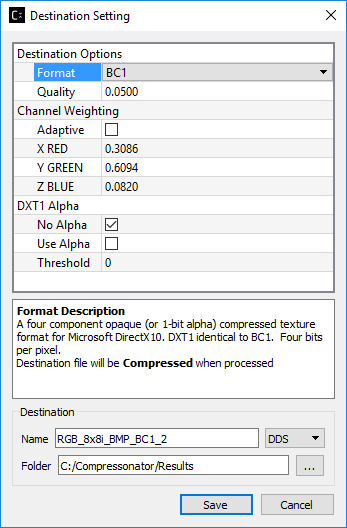 Destination Setting
Destination Options
Format BC1
Quality 0.0500
Channel Weighting
Adaptive
X RED 0.3086
Y GREEN 0.6094
Z BLUE 0.0820
DXT1 Alpha
No Alpha
Use Alpha
Threshold 0
Format Description
A four component opaque (or 1-bit alpha) compressed texture
format for Microsoft DirectX10. DXT1 identical to BC1.  Four bits
per pixel.
Destination file will be Compressed when processed
Destination
Name RGB_8x8i_BMP_BC1_2 DDS
Folder C:/Compressonator/Results ...
Save Cancel